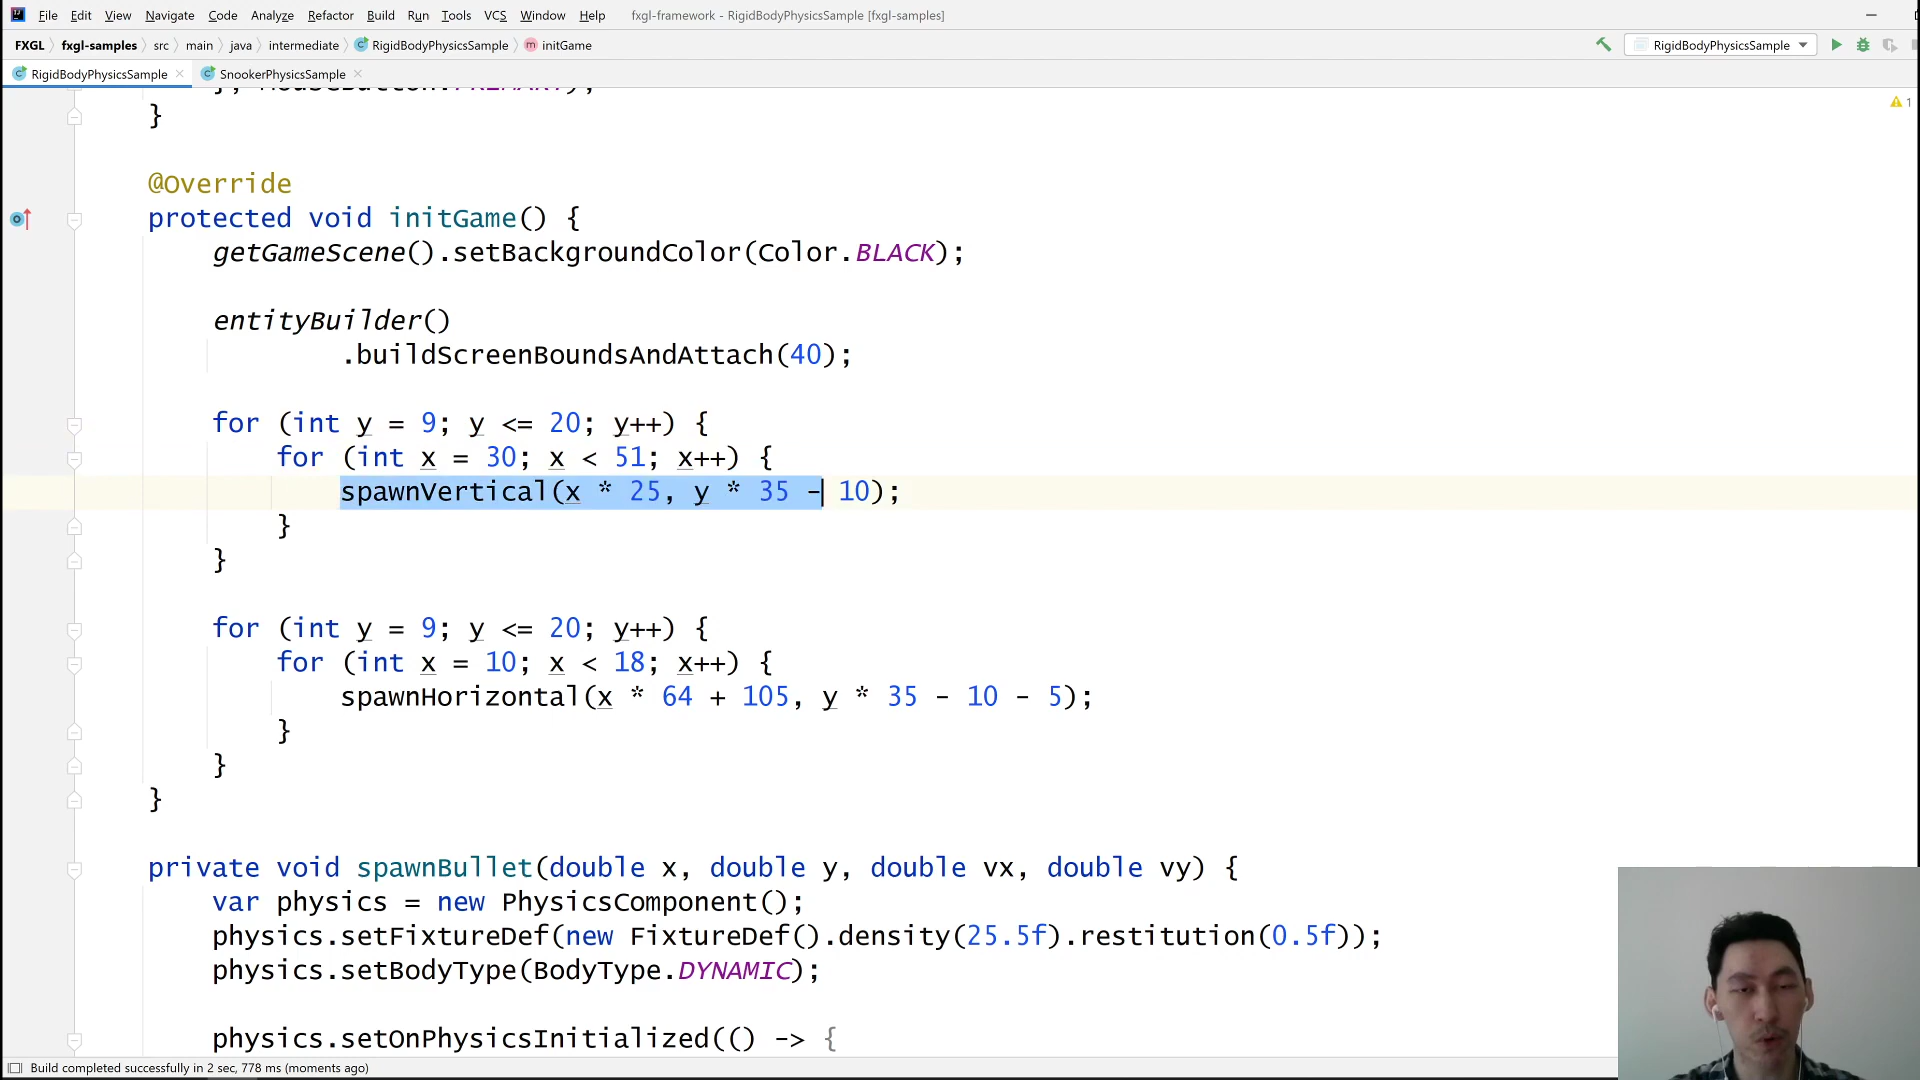 File Edit View Navigate Code Analyze Refactor Build Run Tools VCS Window Help fxgl-framework - RigidBodyPhysicsSample [fxgl-samples]
FXGL fxgl-samples src main java intermediate RigidBodyPhysicsSample initGame RigidBodyPhysicsSample
RigidBodyPhysicsSample SnookerPhysicsSample
}
1
@Override
protected void initGame() {
getGameScene().setBackgroundColor(Color.BLACK);
entityBuilder()
.buildScreenBoundsAndAttach(40);
for (int y = 9; y <= 20; y++) {
for (int x = 30; x < 51; x++) {
spawnVertical(x * 25, y * 35 - 10);
}
}
for (int y = 9; y <= 20; y++) {
for (int x = 10; x < 18; x++) {
spawnHorizontal(x * 64 + 105, y * 35 - 10 - 5);
}
}
}
private void spawnBullet(double x, double y, double vx, double vy) {
var physics = new PhysicsComponent();
physics.setFixtureDef(new FixtureDef().density(25.5f).restitution(0.5f));
physics.setBodyType(BodyType.DYNAMIC);
physics.setOnPhysicsInitialized(() -> {
Build completed successfully in 2 sec, 778 ms (moments ago)